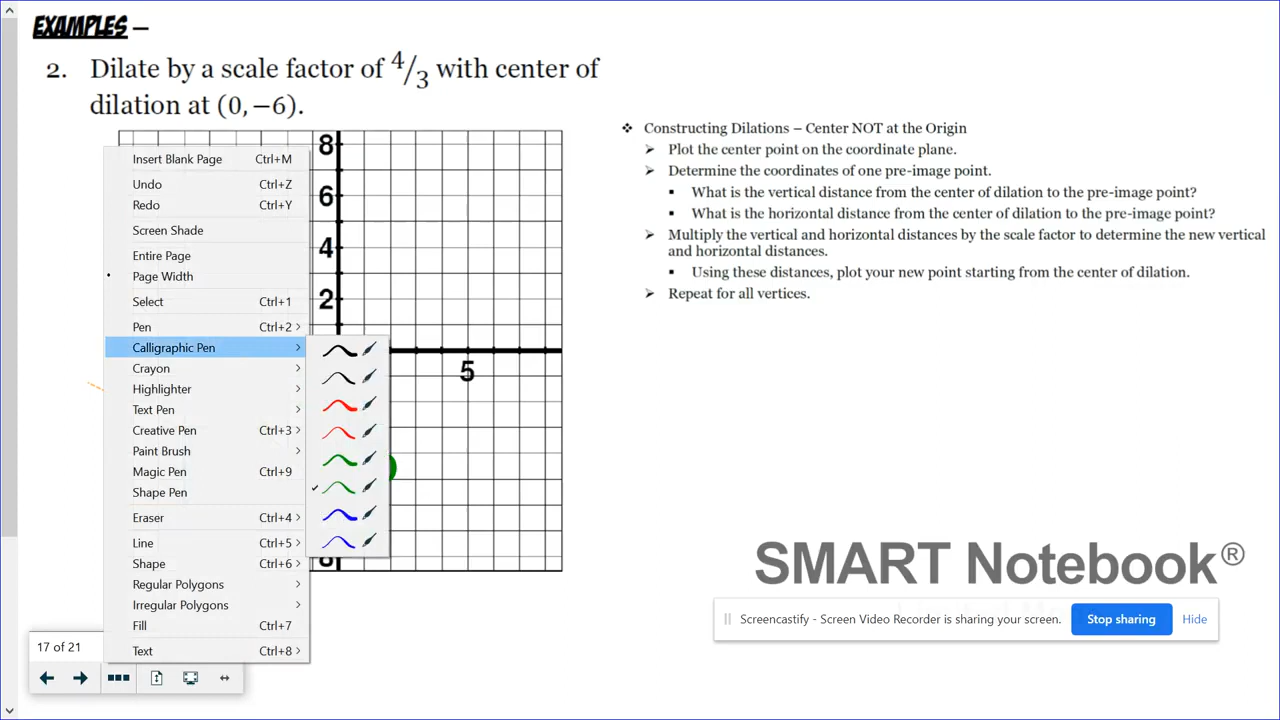 EXAMPLES –
2. Dilate by a scale factor of 4/3 with center of
dilation at (0, −6).
❖ Constructing Dilations – Center NOT at the Origin
➢ Plot the center point on the coordinate plane.
➢ Determine the coordinates of one pre-image point.
▪ What is the vertical distance from the center of dilation to the pre-image point?
▪ What is the horizontal distance from the center of dilation to the pre-image point?
➢ Multiply the vertical and horizontal distances by the scale factor to determine the new vertical
and horizontal distances.
▪ Using these distances, plot your new point starting from the center of dilation.
➢ Repeat for all vertices.
8
6
4
2
5
Insert Blank Page Ctrl+M
Undo Ctrl+Z
Redo Ctrl+Y
Screen Shade
Entire Page
Page Width
Select Ctrl+1
Pen Ctrl+2
Calligraphic Pen
Crayon
Highlighter
Text Pen
Creative Pen Ctrl+3
Paint Brush
Magic Pen Ctrl+9
Shape Pen
Eraser Ctrl+4
Line Ctrl+5
Shape Ctrl+6
Regular Polygons
Irregular Polygons
Fill Ctrl+7
Text Ctrl+8
17 of 21
SMART Notebook®
Screencastify - Screen Video Recorder is sharing your screen.
Stop sharing
Hide